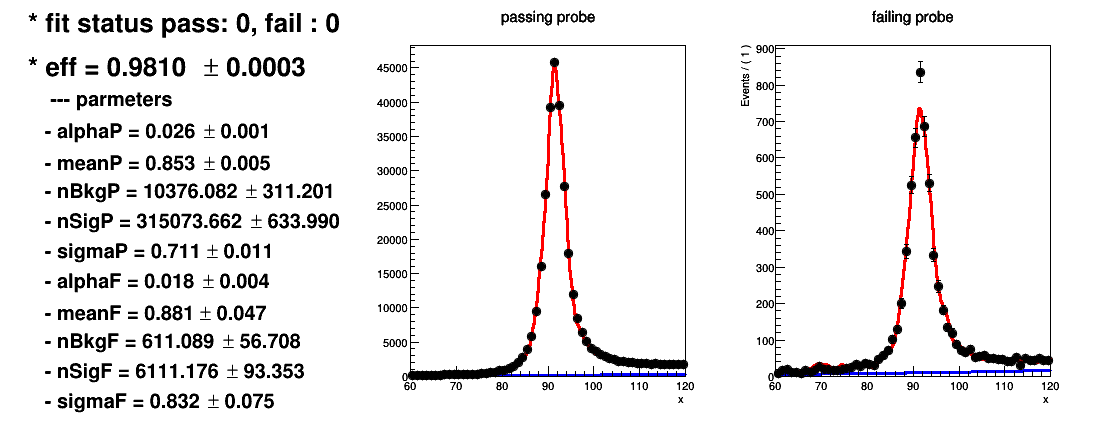 * fit status pass: 0, fail : 0
* eff = 0.9810 ± 0.0003
--- parmeters
- alphaP = 0.026 ± 0.001
- meanP = 0.853 ± 0.005
- nBkgP = 10376.082 ± 311.201
- nSigP = 315073.662 ± 633.990
- sigmaP = 0.711 ± 0.011
- alphaF = 0.018 ± 0.004
- meanF = 0.881 ± 0.047
- nBkgF = 611.089 ± 56.708
- nSigF = 6111.176 ± 93.353
- sigmaF = 0.832 ± 0.075
passing probe
45000
40000
35000
30000
25000
20000
15000
10000
5000
0
60 70 80 90 100 110 120
x
failing probe
Events / ( 1 )
900
800
700
600
500
400
300
200
100
0
60 70 80 90 100 110 120
x